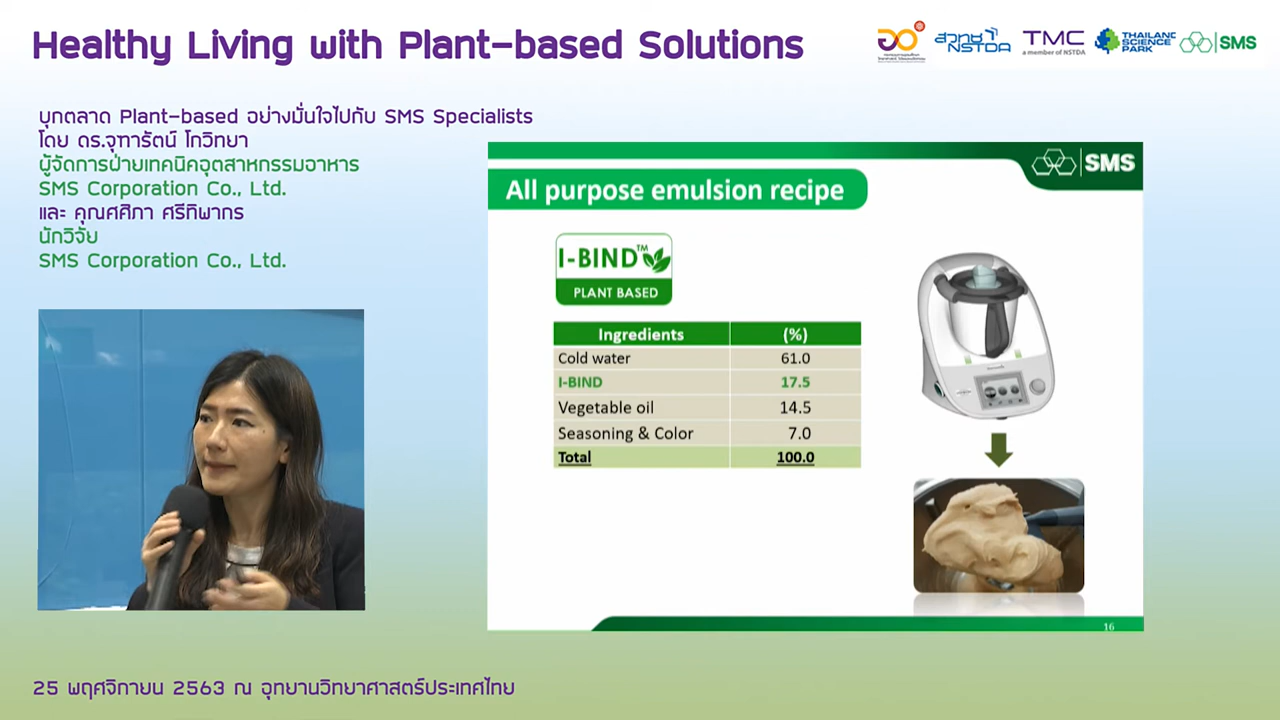 Healthy Living with Plant-based Solutions
สวทช
NSTDA
TMC
a member of NSTDA
THAILAND
SCIENCE
PARK
SMS
บุกตลาด Plant-based อย่างมั่นใจไปกับ SMS Specialists
โดย ดร.จุฑารัตน์ โกวิทยา
ผู้จัดการฝ่ายเทคนิคอุตสาหกรรมอาหาร
SMS Corporation Co., Ltd.
และ คุณศศิภา ศรีทิพากร
นักวิจัย
SMS Corporation Co., Ltd.
SMS
All purpose emulsion recipe
I-BIND™
PLANT BASED
Ingredients (%)
Cold water 61.0
I-BIND 17.5
Vegetable oil 14.5
Seasoning & Color 7.0
Total 100.0
16
25 พฤศจิกายน 2563 ณ อุทยานวิทยาศาสตร์ประเทศไทย